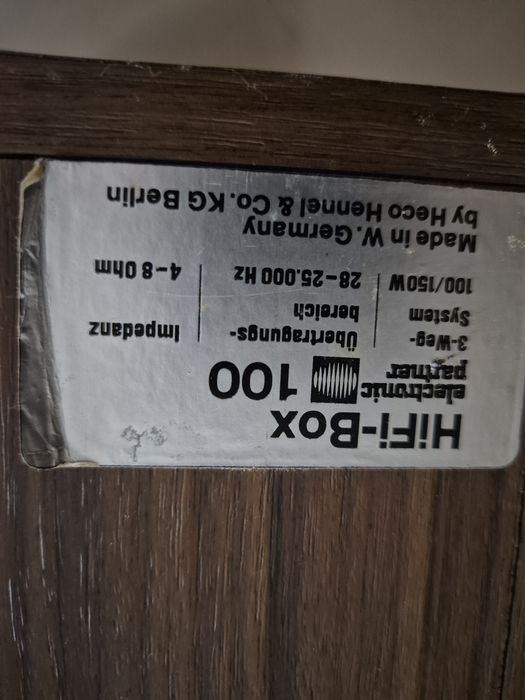 HiFi-Box
electronic
partner
100
3-Weg-
System
100/150W
Übertragungs-
bereich
28–25.000 Hz
Impedanz
4–8 Ohm
Made in W. Germany
by Heco Hennel & Co. KG Berlin